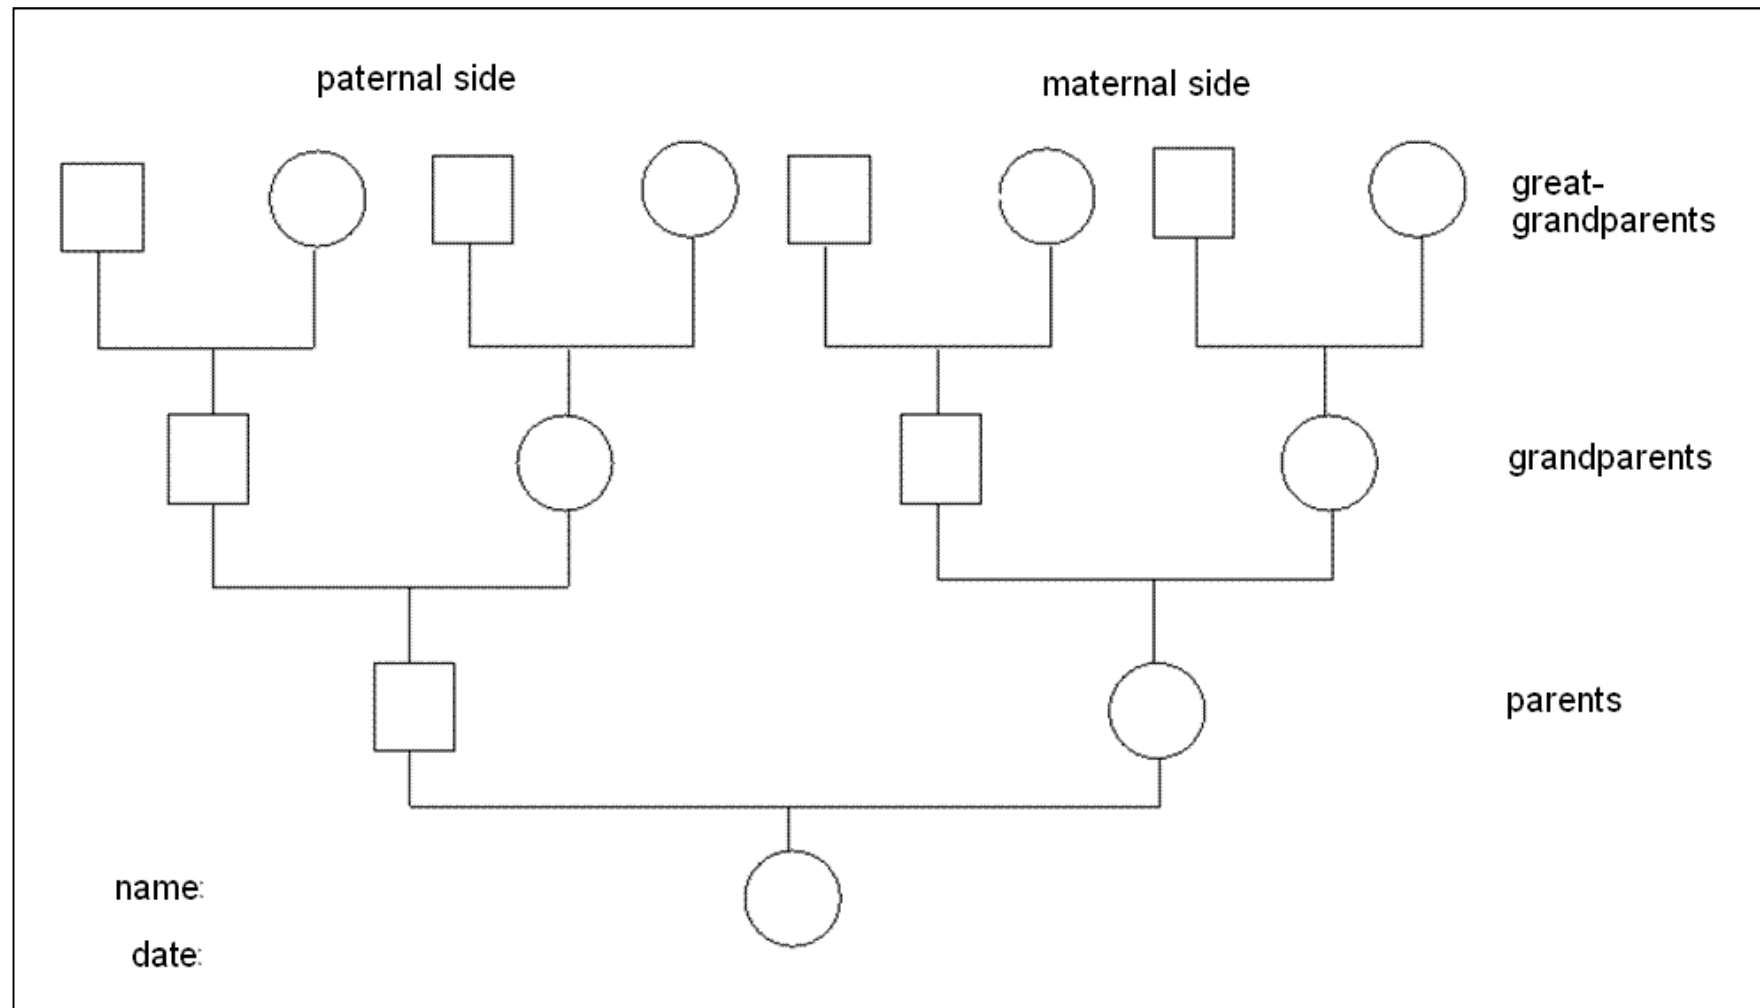 paternal side
maternal side
great-
grandparents
grandparents
parents
name:
date: